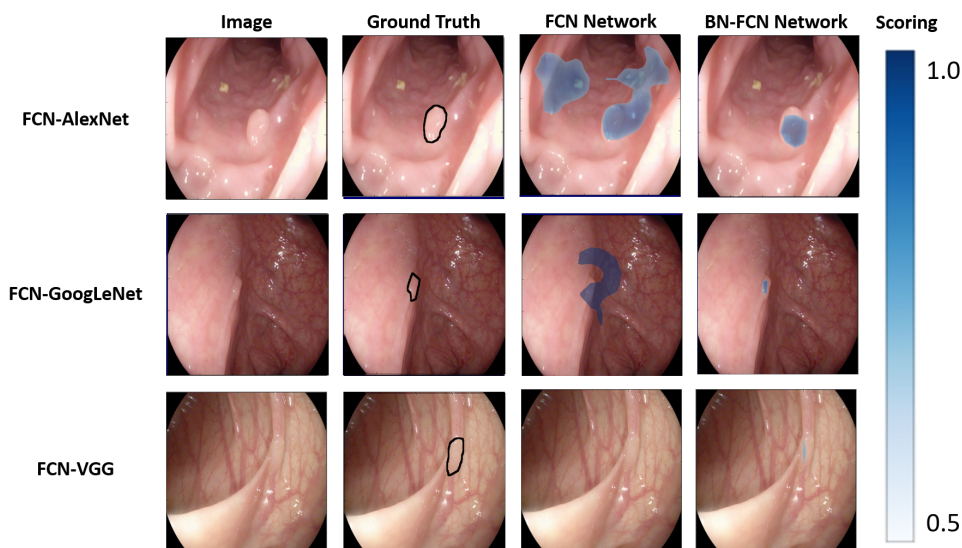 Image Ground Truth FCN Network BN-FCN Network Scoring
1.0
FCN-AlexNet
FCN-GoogLeNet
FCN-VGG
0.5